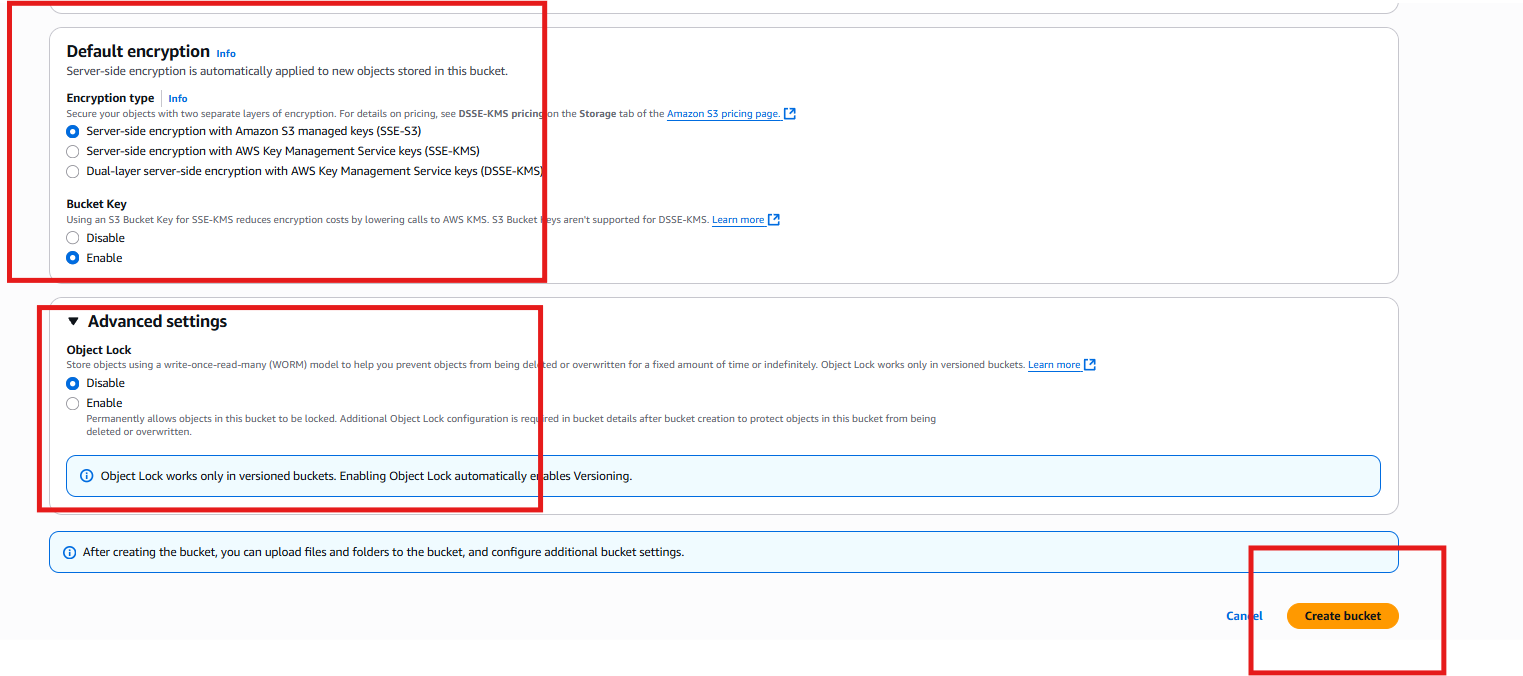 Default encryption Info
Server-side encryption is automatically applied to new objects stored in this bucket.
Encryption type Info
Secure your objects with two separate layers of encryption. For details on pricing, see DSSE-KMS pricing on the Storage tab of the Amazon S3 pricing page.
Server-side encryption with Amazon S3 managed keys (SSE-S3)
Server-side encryption with AWS Key Management Service keys (SSE-KMS)
Dual-layer server-side encryption with AWS Key Management Service keys (DSSE-KMS)
Bucket Key
Using an S3 Bucket Key for SSE-KMS reduces encryption costs by lowering calls to AWS KMS. S3 Bucket Keys aren't supported for DSSE-KMS. Learn more
Disable
Enable
Advanced settings
Object Lock
Store objects using a write-once-read-many (WORM) model to help you prevent objects from being deleted or overwritten for a fixed amount of time or indefinitely. Object Lock works only in versioned buckets. Learn more
Disable
Enable
Permanently allows objects in this bucket to be locked. Additional Object Lock configuration is required in bucket details after bucket creation to protect objects in this bucket from being
deleted or overwritten.
Object Lock works only in versioned buckets. Enabling Object Lock automatically enables Versioning.
After creating the bucket, you can upload files and folders to the bucket, and configure additional bucket settings.
Cancel Create bucket